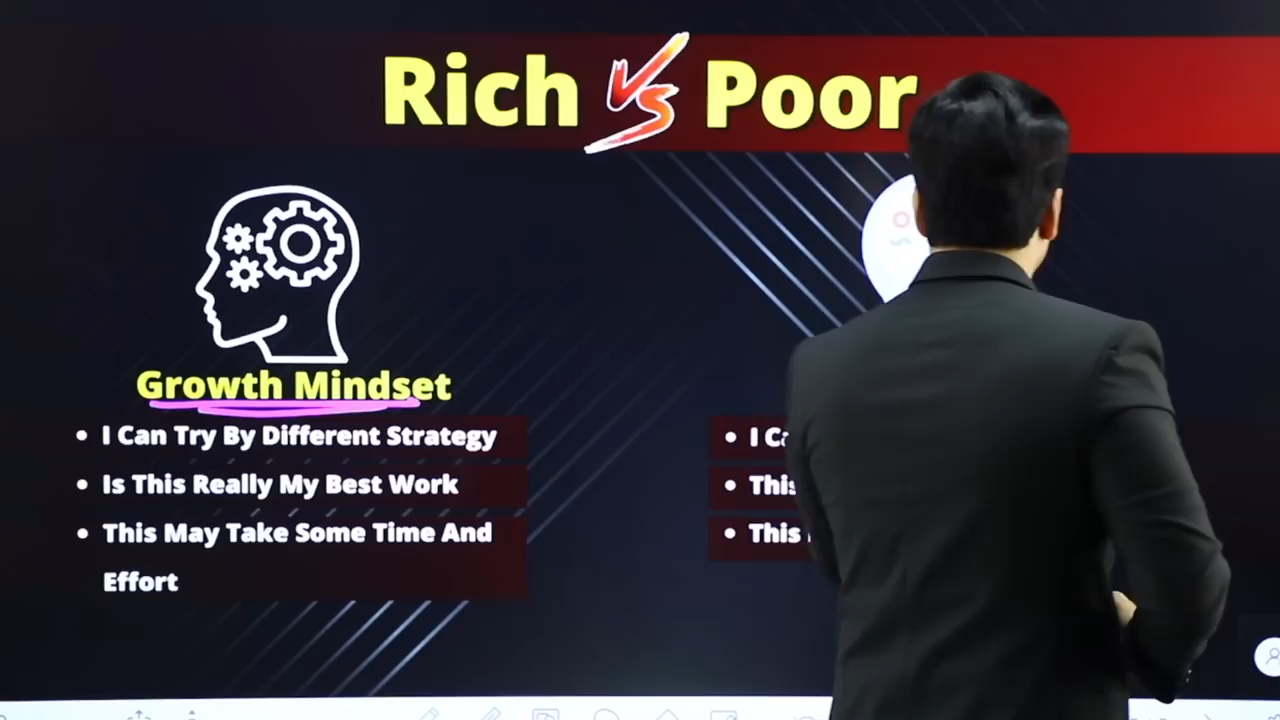 Rich VS Poor
Growth Mindset
• I Can Try By Different Strategy
• Is This Really My Best Work
• This May Take Some Time And
Effort
• I
• This
• This